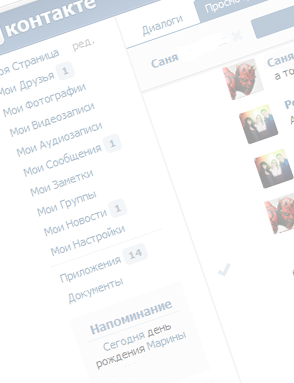 контакте
Диалоги
Просмо
Саня
моя Страница ред.
Мои Друзья 1
Мои Фотографии
Мои Видеозаписи
Мои Аудиозаписи
Мои Сообщения 1
Мои Заметки
Мои Группы
Мои Новости 1
Мои Настройки
Приложения 14
Документы
Напоминание
Сегодня день
рождения Марины
Саня
а то